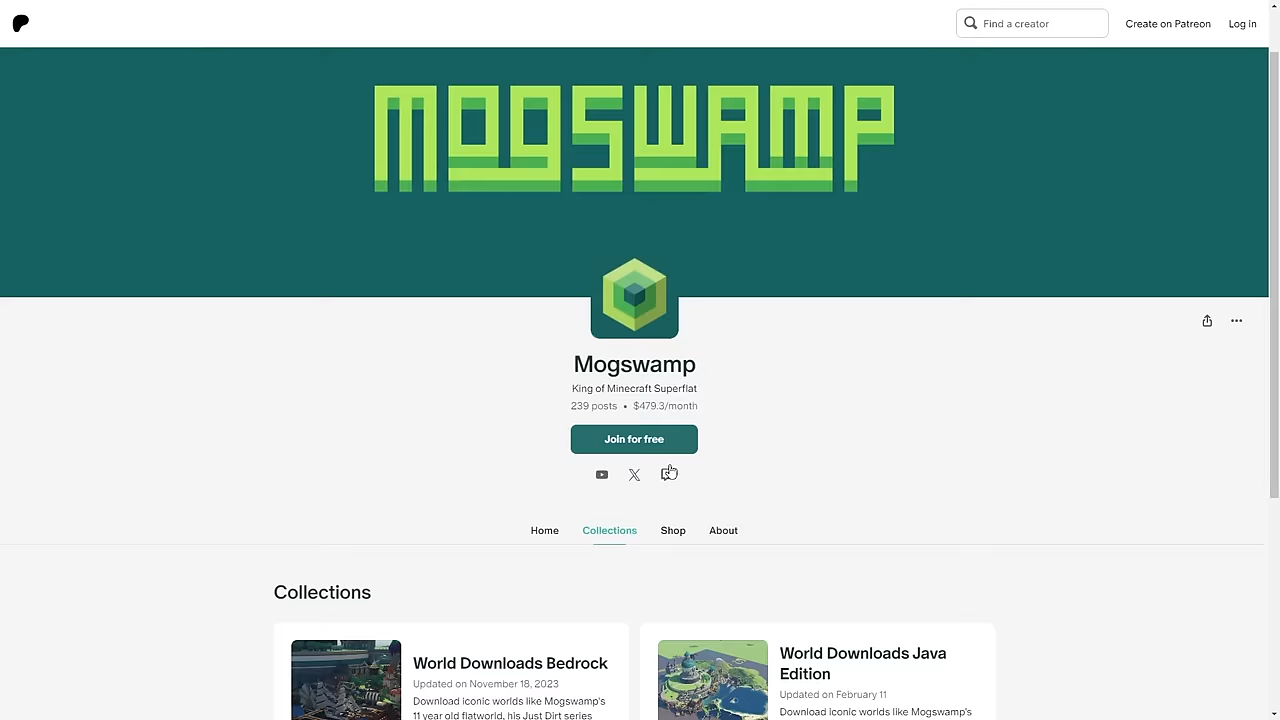 Find a creator
Create on Patreon
Log in
MOGSWAMP
Mogswamp
King of Minecraft Superflat
239 posts • $479.3/month
Join for free
Home
Collections
Shop
About
Collections
World Downloads Bedrock
Updated on November 18, 2023
Download iconic worlds like Mogswamp's
11 year old flatworld, his Just Dirt series
World Downloads Java
Edition
Updated on February 11
Download iconic worlds like Mogswamp's